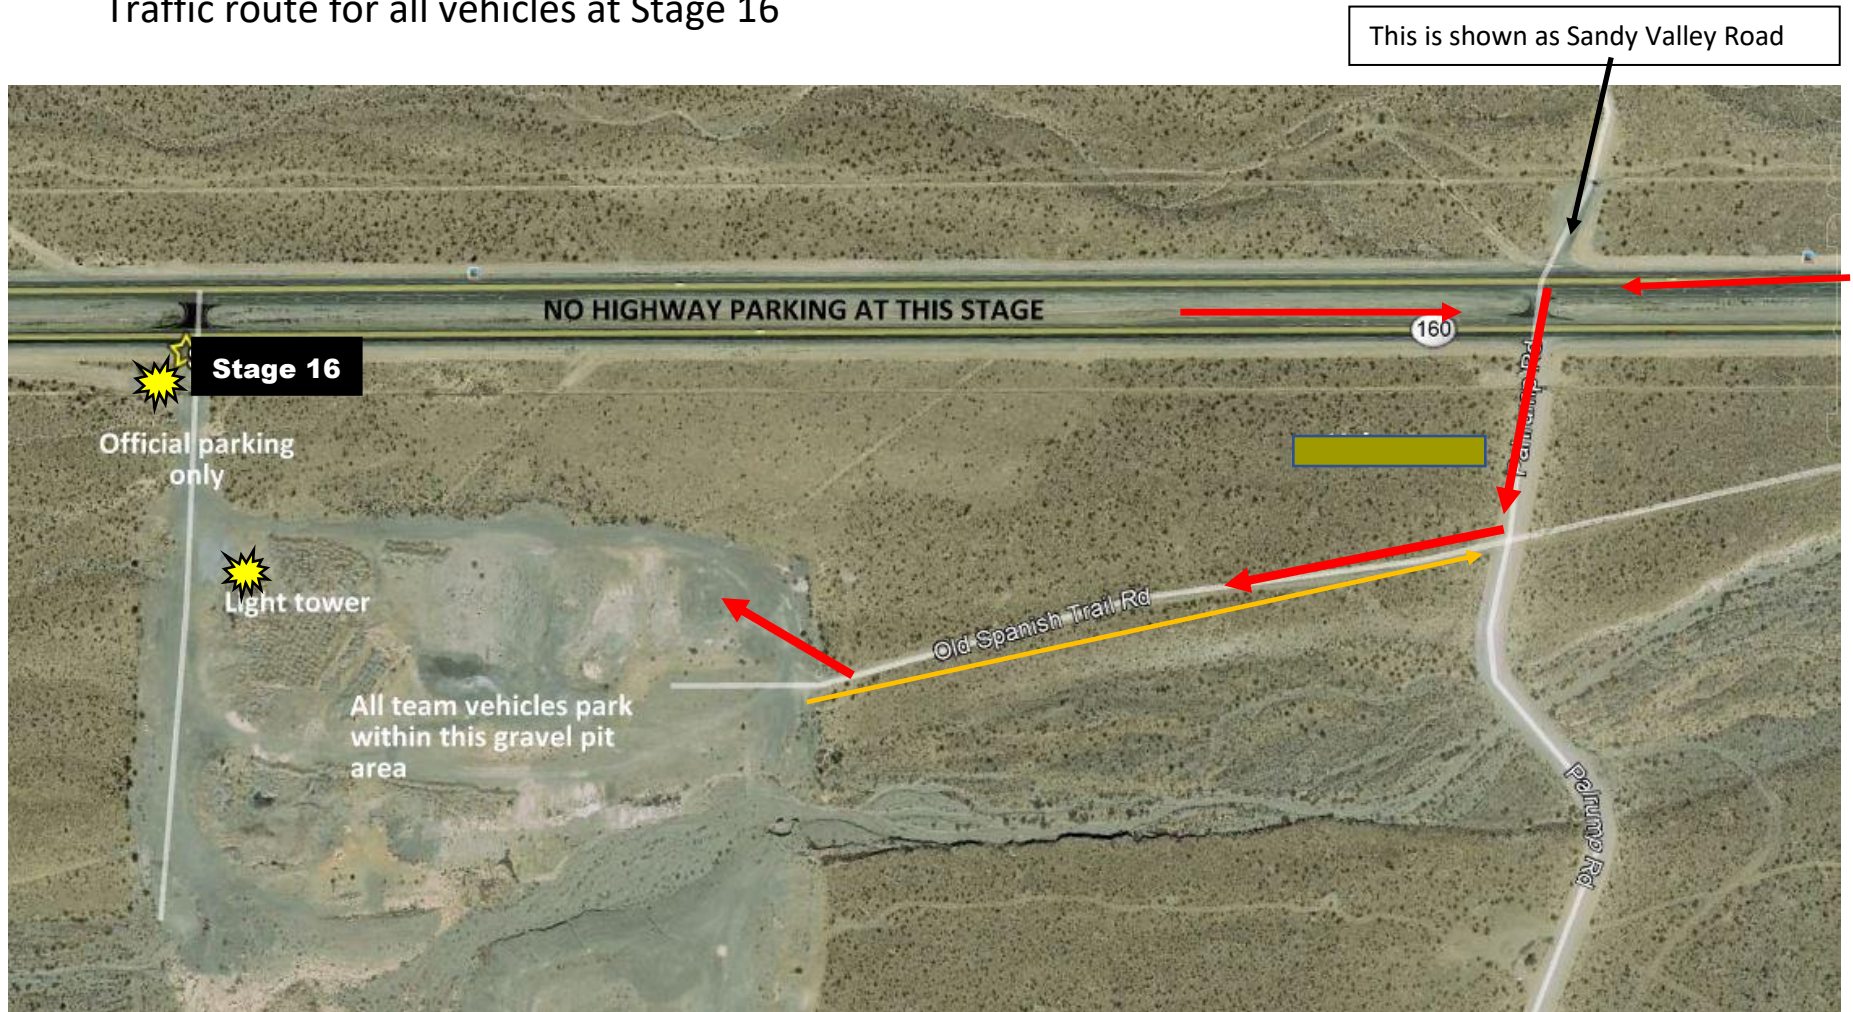 Traffic route for all vehicles at Stage 16
This is shown as Sandy Valley Road
NO HIGHWAY PARKING AT THIS STAGE
160
Stage 16
Pahrump Rd
Official parking
only
Light tower
Old Spanish Trail Rd
All team vehicles park
within this gravel pit
area
Pahrump Rd